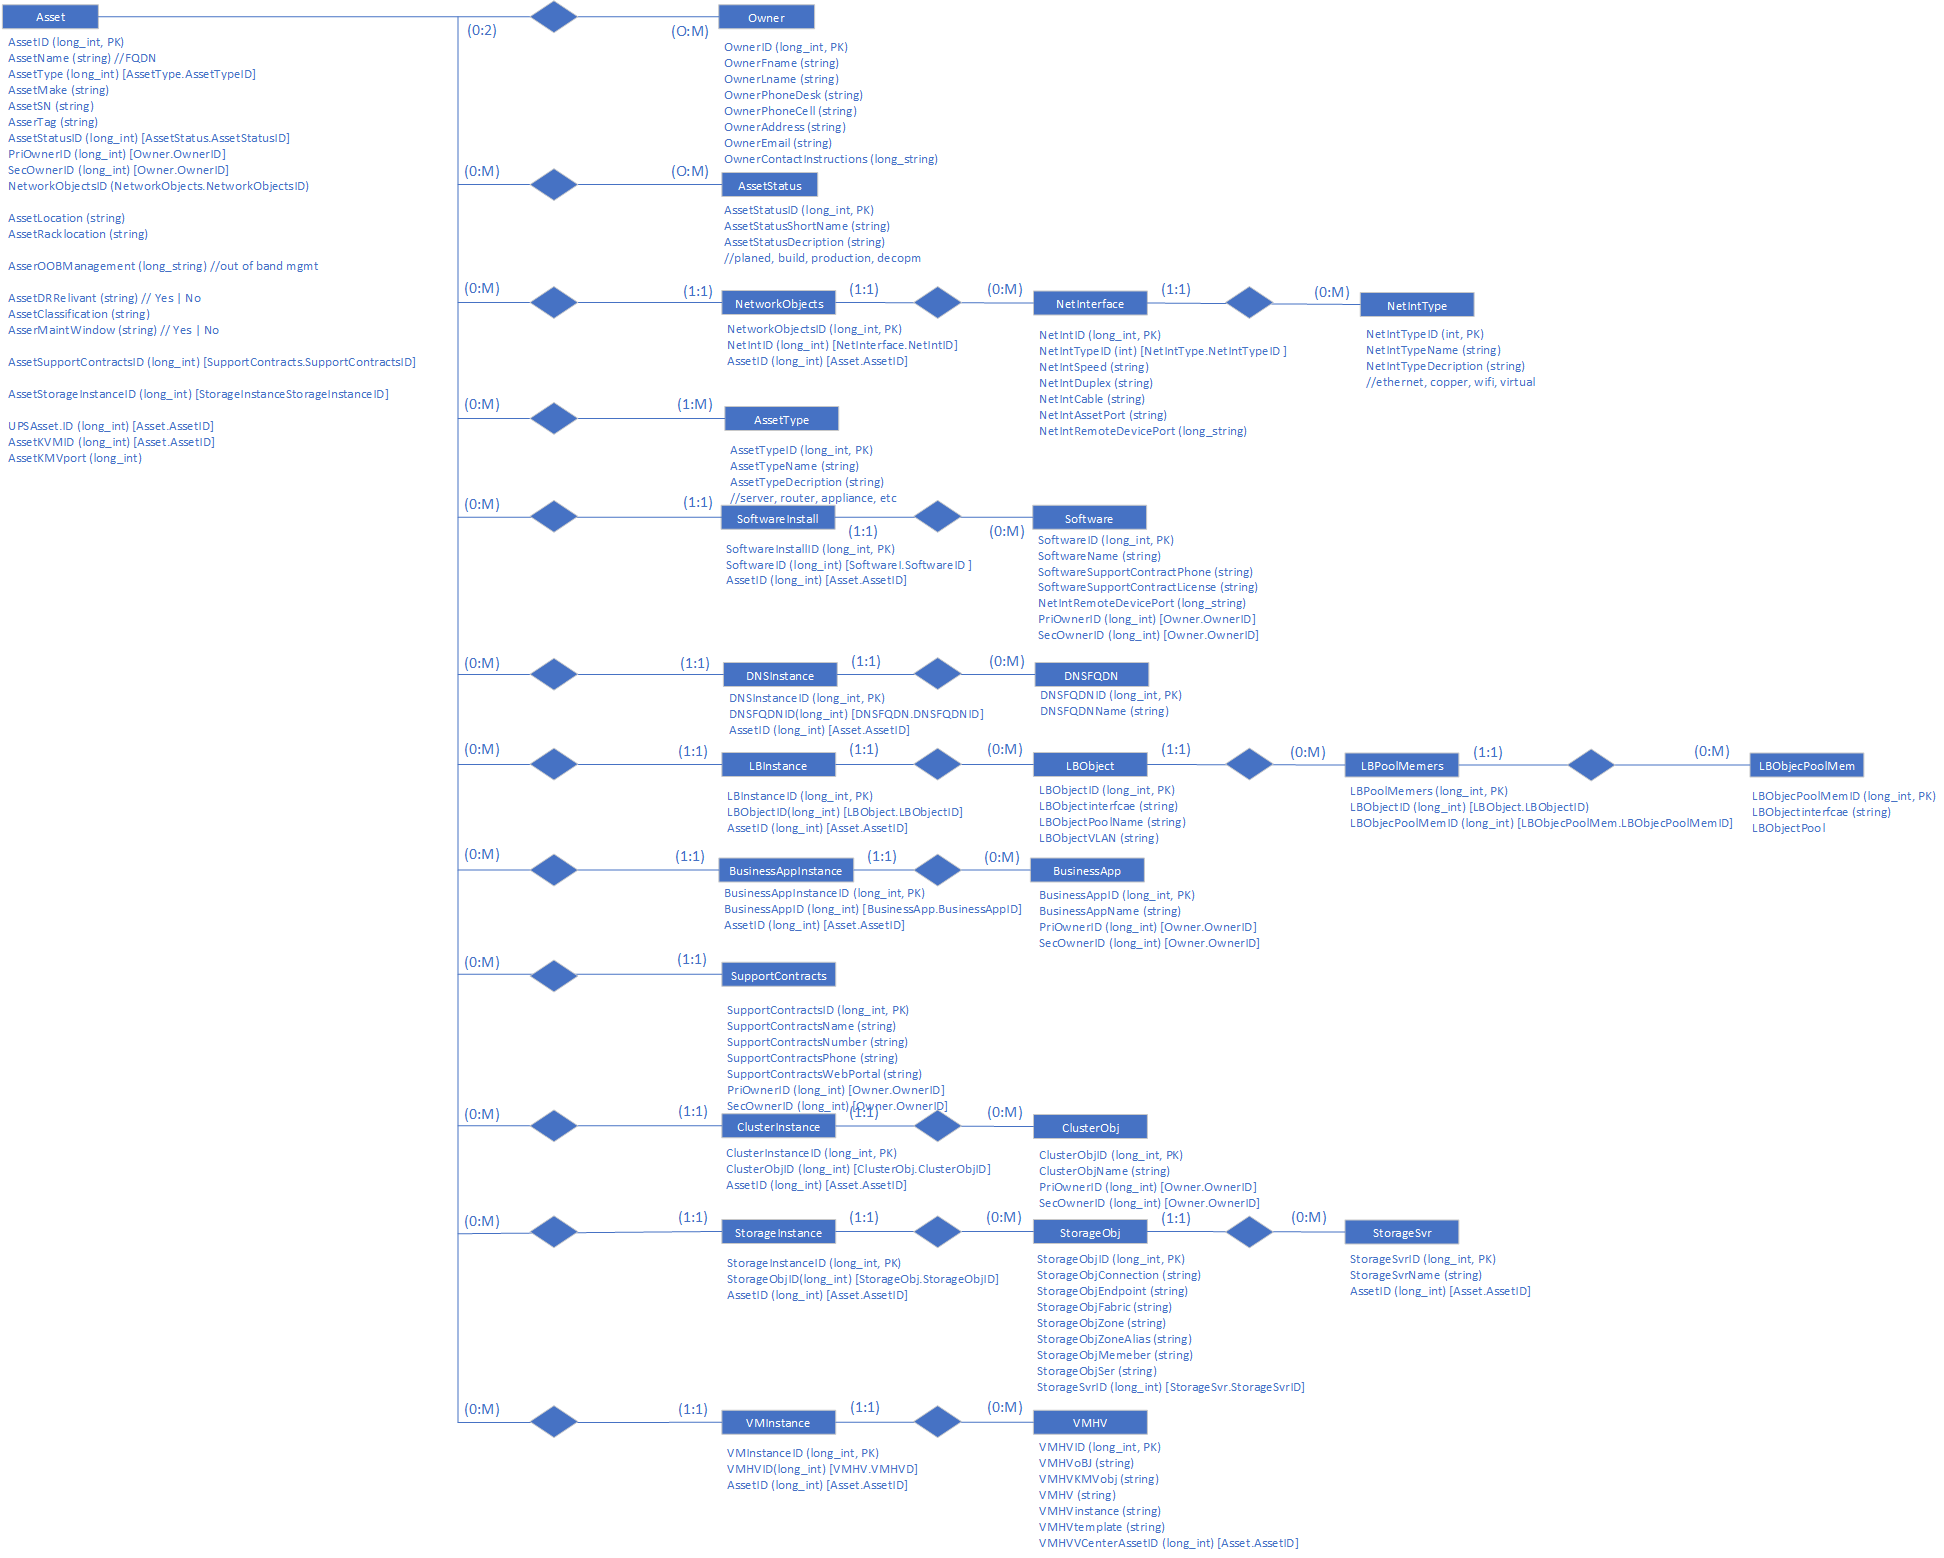 Asset
AssetID (long_int, PK)
AssetName (string) //FQDN
AssetType (long_int) [AssetType.AssetTypeID]
AssetMake (string)
AssetSN (string)
AsserTag (string)
AssetStatusID (long_int) [AssetStatus.AssetStatusID]
PriOwnerID (long_int) [Owner.OwnerID]
SecOwnerID (long_int) [Owner.OwnerID]
NetworkObjectsID (NetworkObjects.NetworkObjectsID)
AssetLocation (string)
AssetRacklocation (string)
AsserOOBManagement (long_string) //out of band mgmt
AssetDRRelivant (string) // Yes | No
AssetClassification (string)
AsserMaintWindow (string) // Yes | No
AssetSupportContractsID (long_int) [SupportContracts.SupportContractsID]
AssetStorageInstanceID (long_int) [StorageInstanceStorageInstanceID]
UPSAsset.ID (long_int) [Asset.AssetID]
AssetKVMID (long_int) [Asset.AssetID]
AssetKMVport (long_int)
(0:2)
(O:M)
Owner
OwnerID (long_int, PK)
OwnerFname (string)
OwnerLname (string)
OwnerPhoneDesk (string)
OwnerPhoneCell (string)
OwnerAddress (string)
OwnerEmail (string)
OwnerContactInstructions (long_string)
(0:M)
(O:M)
AssetStatus
AssetStatusID (long_int, PK)
AssetStatusShortName (string)
AssetStatusDecription (string)
//planed, build, production, decopm
(0:M)
(1:1)
NetworkObjects
(1:1)
(0:M)
NetInterface
(1:1)
(0:M)
NetIntType
NetworkObjectsID (long_int, PK)
NetIntID (long_int) [NetInterface.NetIntID]
AssetID (long_int) [Asset.AssetID]
NetIntID (long_int, PK)
NetIntTypeID (int) [NetIntType.NetIntTypeID ]
NetIntSpeed (string)
NetIntDuplex (string)
NetIntCable (string)
NetIntAssetPort (string)
NetIntRemoteDevicePort (long_string)
NetIntTypeID (int, PK)
NetIntTypeName (string)
NetIntTypeDecription (string)
//ethernet, copper, wifi, virtual
(0:M)
(1:M)
AssetType
AssetTypeID (long_int, PK)
AssetTypeName (string)
AssetTypeDecription (string)
//server, router, appliance, etc
(0:M)
(1:1)
SoftwareInstall
(1:1)
(0:M)
Software
SoftwareInstallID (long_int, PK)
SoftwareID (long_int) [SoftwareI.SoftwareID ]
AssetID (long_int) [Asset.AssetID]
SoftwareID (long_int, PK)
SoftwareName (string)
SoftwareSupportContractPhone (string)
SoftwareSupportContractLicense (string)
NetIntRemoteDevicePort (long_string)
PriOwnerID (long_int) [Owner.OwnerID]
SecOwnerID (long_int) [Owner.OwnerID]
(0:M)
(1:1)
DNSInstance
(1:1)
(0:M)
DNSFQDN
DNSInstanceID (long_int, PK)
DNSFQDNID(long_int) [DNSFQDN.DNSFQDNID]
AssetID (long_int) [Asset.AssetID]
DNSFQDNID (long_int, PK)
DNSFQDNName (string)
(0:M)
(1:1)
LBInstance
(1:1)
(0:M)
LBObject
(1:1)
(0:M)
LBPoolMemers
(1:1)
(0:M)
LBObjecPoolMem
LBInstanceID (long_int, PK)
LBObjectID(long_int) [LBObject.LBObjectID]
AssetID (long_int) [Asset.AssetID]
LBObjectID (long_int, PK)
LBObjectinterfcae (string)
LBObjectPoolName (string)
LBObjectVLAN (string)
LBPoolMemers (long_int, PK)
LBObjectID (long_int) [LBObject.LBObjectID)
LBObjecPoolMemID (long_int) [LBObjecPoolMem.LBObjecPoolMemID]
LBObjecPoolMemID (long_int, PK)
LBObjectinterfcae (string)
LBObjectPool
(0:M)
(1:1)
BusinessAppInstance
(1:1)
(0:M)
BusinessApp
BusinessAppInstanceID (long_int, PK)
BusinessAppID (long_int) [BusinessApp.BusinessAppID]
AssetID (long_int) [Asset.AssetID]
BusinessAppID (long_int, PK)
BusinessAppName (string)
PriOwnerID (long_int) [Owner.OwnerID]
SecOwnerID (long_int) [Owner.OwnerID]
(0:M)
(1:1)
SupportContracts
SupportContractsID (long_int, PK)
SupportContractsName (string)
SupportContractsNumber (string)
SupportContractsPhone (string)
SupportContractsWebPortal (string)
PriOwnerID (long_int) [Owner.OwnerID]
SecOwnerID (long_int) [Owner.OwnerID]
(0:M)
(1:1)
ClusterInstance
(1:1)
(0:M)
ClusterObj
ClusterInstanceID (long_int, PK)
ClusterObjID (long_int) [ClusterObj.ClusterObjID]
AssetID (long_int) [Asset.AssetID]
ClusterObjID (long_int, PK)
ClusterObjName (string)
PriOwnerID (long_int) [Owner.OwnerID]
SecOwnerID (long_int) [Owner.OwnerID]
(0:M)
(1:1)
StorageInstance
(1:1)
(0:M)
StorageObj
(1:1)
(0:M)
StorageSvr
StorageInstanceID (long_int, PK)
StorageObjID(long_int) [StorageObj.StorageObjID]
AssetID (long_int) [Asset.AssetID]
StorageObjID (long_int, PK)
StorageObjConnection (string)
StorageObjEndpoint (string)
StorageObjFabric (string)
StorageObjZone (string)
StorageObjZoneAlias (string)
StorageObjMemeber (string)
StorageObjSer (string)
StorageSvrID (long_int) [StorageSvr.StorageSvrID]
StorageSvrID (long_int, PK)
StorageSvrName (string)
AssetID (long_int) [Asset.AssetID]
(0:M)
(1:1)
VMInstance
(1:1)
(0:M)
VMHV
VMInstanceID (long_int, PK)
VMHVID(long_int) [VMHV.VMHVD]
AssetID (long_int) [Asset.AssetID]
VMHVID (long_int, PK)
VMHVoBJ (string)
VMHVKMVobj (string)
VMHV (string)
VMHVinstance (string)
VMHVtemplate (string)
VMHVVCenterAssetID (long_int) [Asset.AssetID]